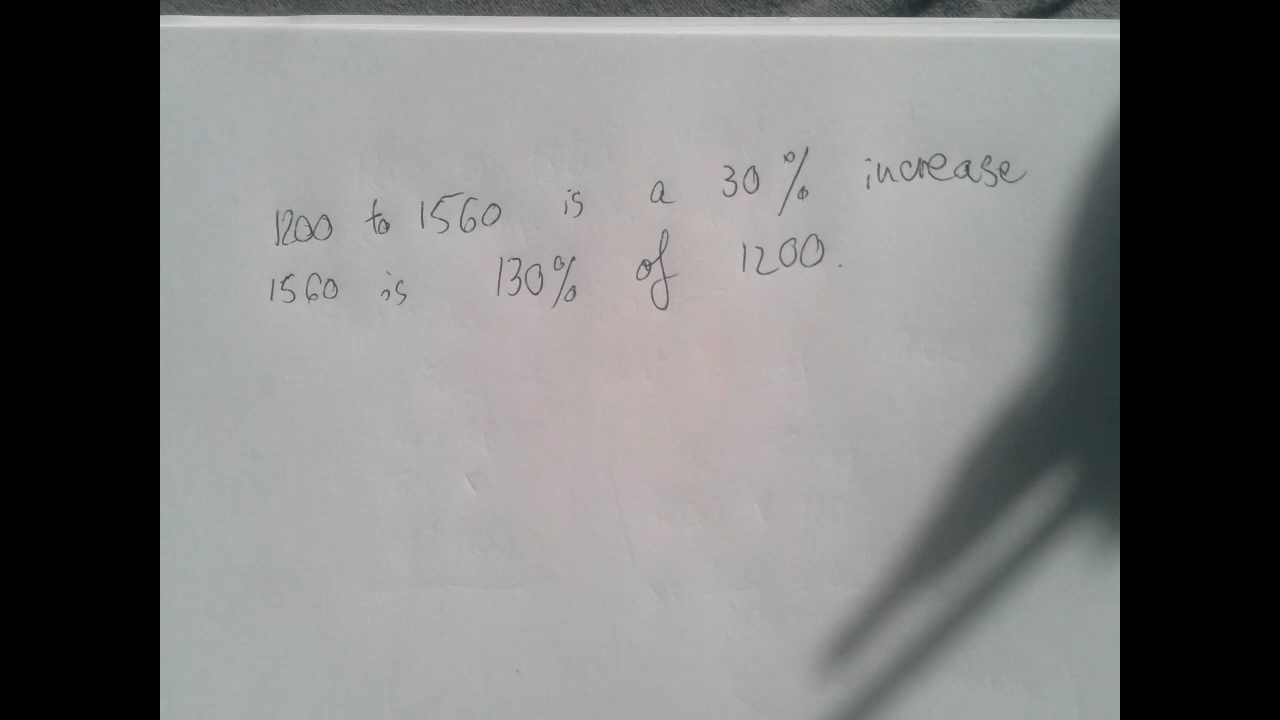 1200 to 1560 is a 30% increase
1560 is 130% of 1200.